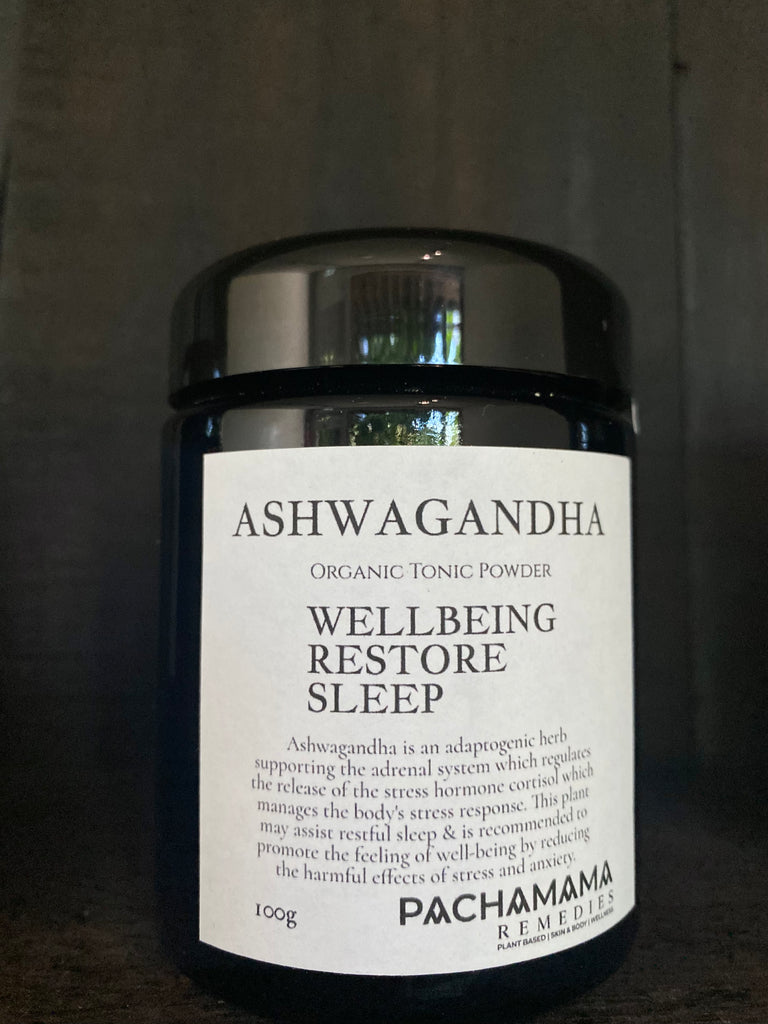 ASHWAGANDHA
ORGANIC TONIC POWDER
WELLBEING
RESTORE
SLEEP
Ashwagandha is an adaptogenic herb
supporting the adrenal system which regulates
the release of the stress hormone cortisol which
manages the body's stress response. This plant
may assist restful sleep & is recommended to
promote the feeling of well-being by reducing
the harmful effects of stress and anxiety.
100g
PACHAMAMA
REMEDIES
PLANT BASED | SKIN & BODY | WELLNESS